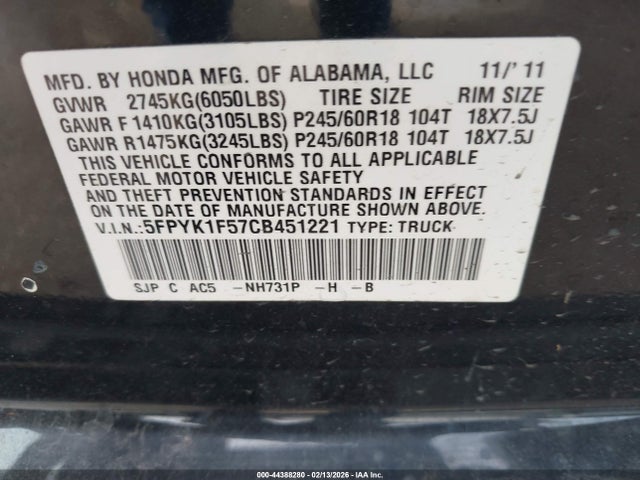 MFD. BY HONDA MFG. OF ALABAMA, LLC 11/' 11
GVWR 2745KG(6050LBS) TIRE SIZE RIM SIZE
GAWR F 1410KG(3105LBS) P245/60R18 104T 18X7.5J
GAWR R1475KG(3245LBS) P245/60R18 104T 18X7.5J
THIS VEHICLE CONFORMS TO ALL APPLICABLE
FEDERAL MOTOR VEHICLE SAFETY
AND THEFT PREVENTION STANDARDS IN EFFECT
ON THE DATE OF MANUFACTURE SHOWN ABOVE.
V.I.N.:5FPYK1F57CB451221 TYPE: TRUCK
SJP C AC5 -NH731P -H -B
000-44388280 - 02/13/2026 - IAA Inc.